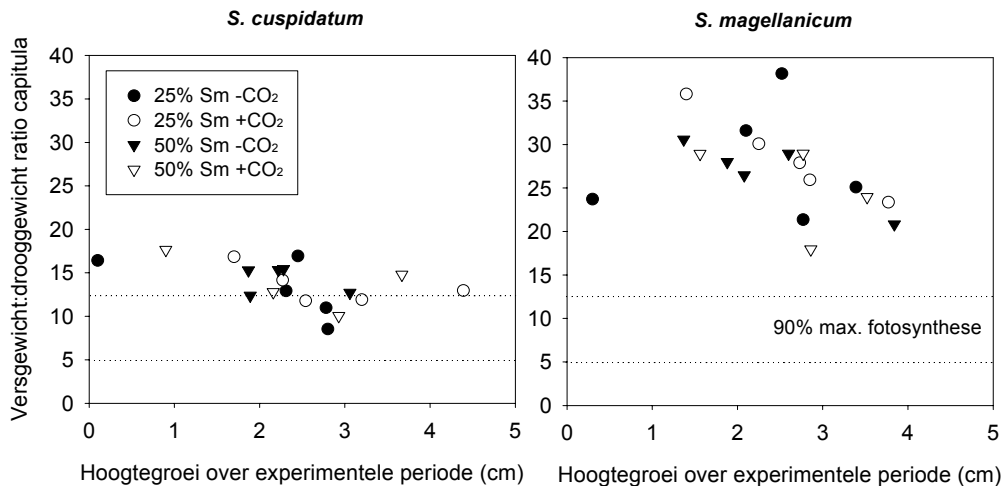 S. cuspidatum
S. magellanicum
Versgewicht:drooggewicht ratio capitula
40
35
30
25
20
15
10
5
0
25% Sm -CO₂
25% Sm +CO₂
50% Sm -CO₂
50% Sm +CO₂
0 1 2 3 4 5
Hoogtegroei over experimentele periode (cm)
40
35
30
25
20
15
10
5
0
90% max. fotosynthese
0 1 2 3 4 5
Hoogtegroei over experimentele periode (cm)